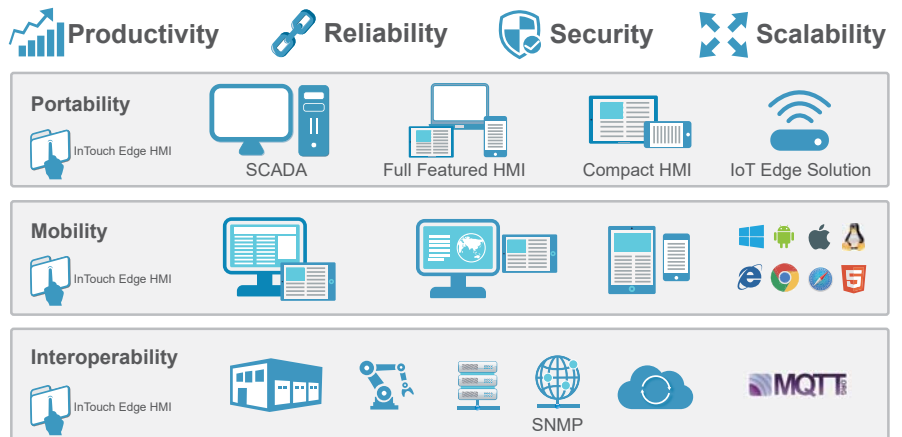 Productivity
Reliability
Security
Scalability
Portability
InTouch Edge HMI
SCADA
Full Featured HMI
Compact HMI
IoT Edge Solution
Mobility
InTouch Edge HMI
Interoperability
InTouch Edge HMI
SNMP
MQTT
.ORG